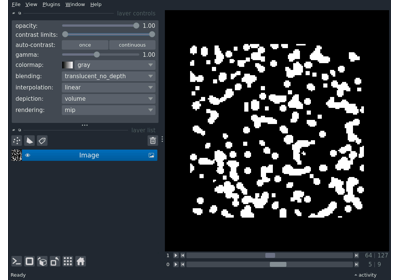 File View Plugins Window Help
layer controls
opacity: 1.00
contrast limits:
auto-contrast: once continuous
gamma: 1.00
colormap: gray
blending: translucent_no_depth
interpolation: linear
depiction: volume
rendering: mip
layer list
Image
1 64 127
0 5 9
Ready activity